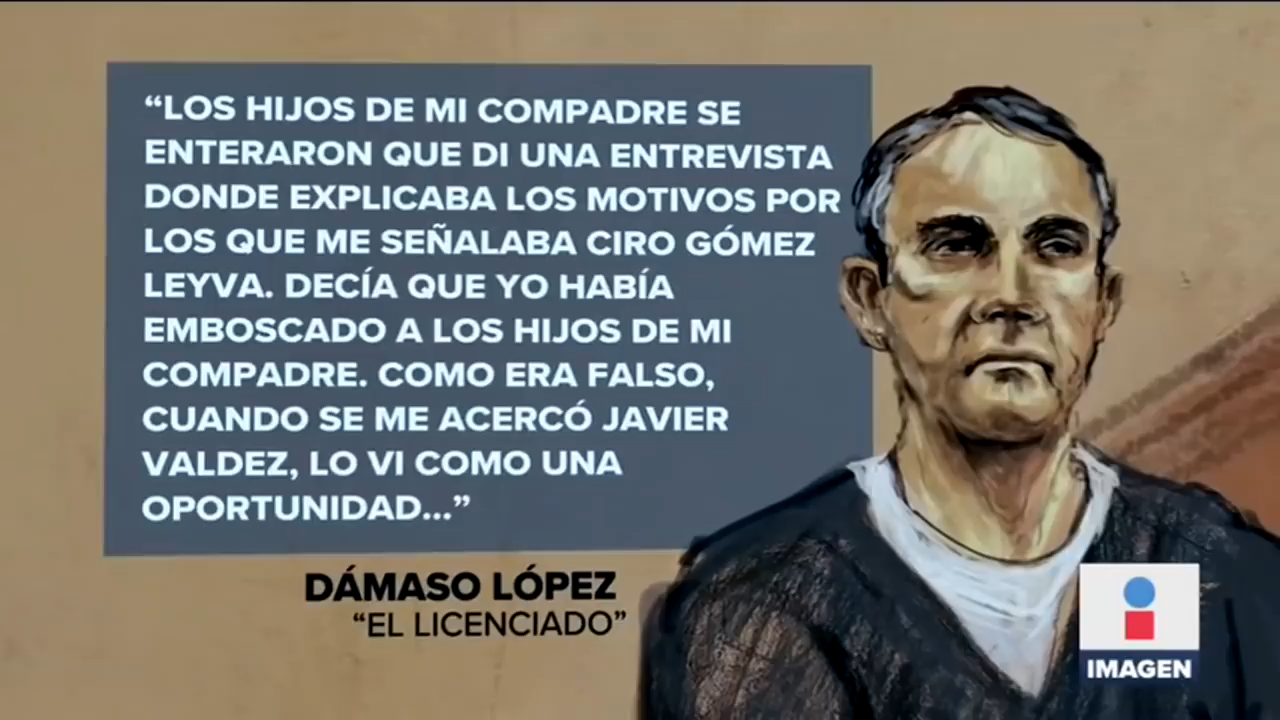 “LOS HIJOS DE MI COMPADRE SE
ENTERARON QUE DI UNA ENTREVISTA
DONDE EXPLICABA LOS MOTIVOS POR
LOS QUE ME SEÑALABA CIRO GÓMEZ
LEYVA. DECÍA QUE YO HABÍA
EMBOSCADO A LOS HIJOS DE MI
COMPADRE. COMO ERA FALSO,
CUANDO SE ME ACERCÓ JAVIER
VALDEZ, LO VI COMO UNA
OPORTUNIDAD...”
DÁMASO LÓPEZ
“EL LICENCIADO”
IMAGEN